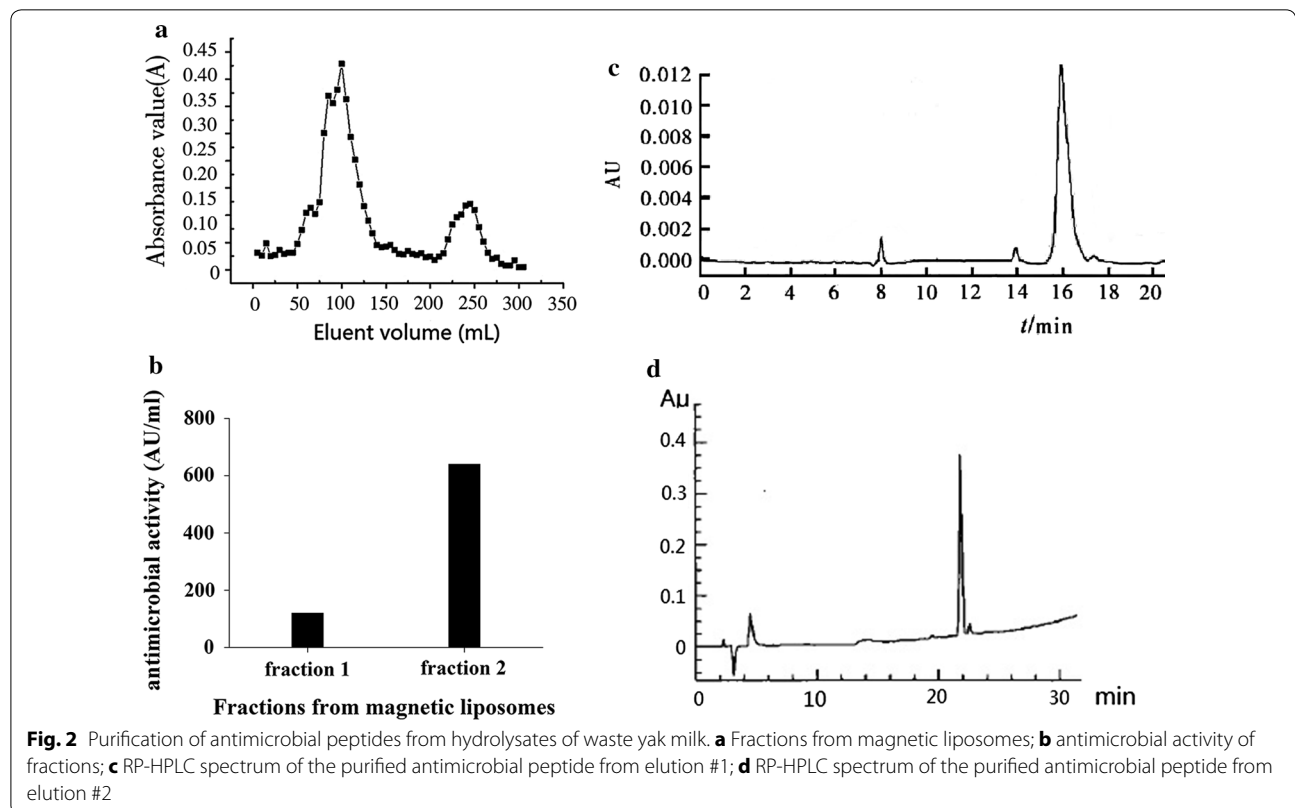 a
0.45
0.40
0.35
0.30
0.25
0.20
0.15
0.10
0.05
0
Absorbance value(A)
0 50 100 150 200 250 300 350
Eluent volume (mL)
b
800
600
400
200
0
antimicrobial activity (AU/ml)
fraction 1 fraction 2
Fractions from magnetic liposomes
c
0.012
0.010
0.008
0.006
0.004
0.002
0.000
AU
0 2 4 6 8 10 12 14 16 18 20
t/min
d
Au
0.4
0.3
0.2
0.1
0
0 10 20 30 min
Fig. 2 Purification of antimicrobial peptides from hydrolysates of waste yak milk. a Fractions from magnetic liposomes; b antimicrobial activity of
fractions; c RP-HPLC spectrum of the purified antimicrobial peptide from elution #1; d RP-HPLC spectrum of the purified antimicrobial peptide from
elution #2